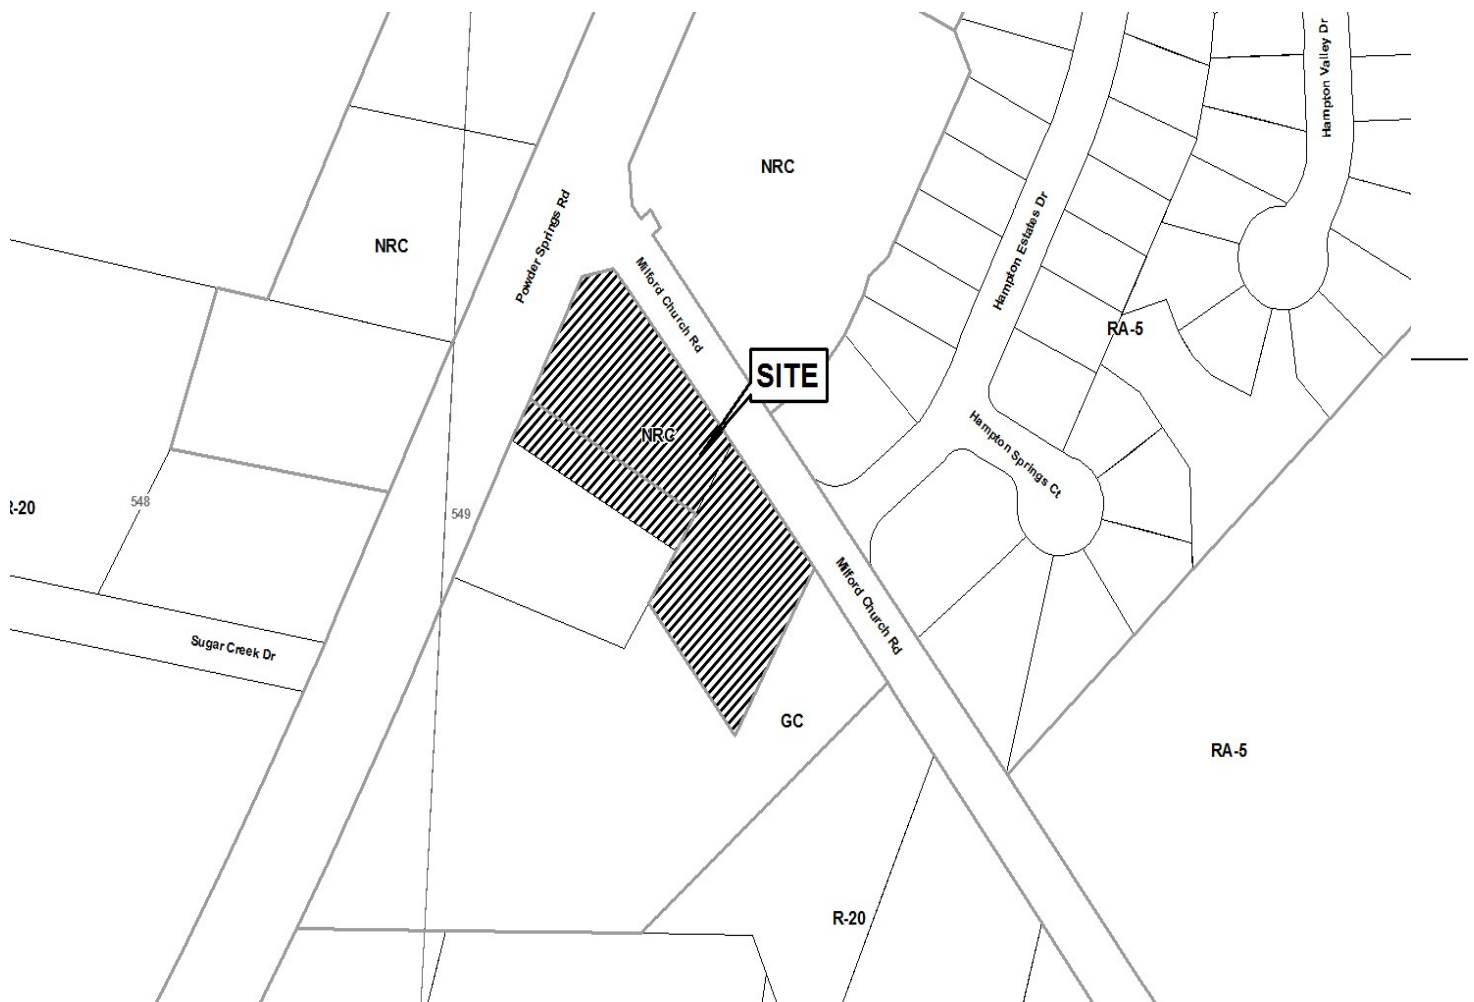 Hampton Valley Dr
NRC
NRC
Powder Springs Rd
Hampton Estates Dr
Milford Church Rd
RA-5
SITE
NRC
Hampton Springs Ct
548
R-20
549
Milford Church Rd
Sugar Creek Dr
GC
RA-5
R-20